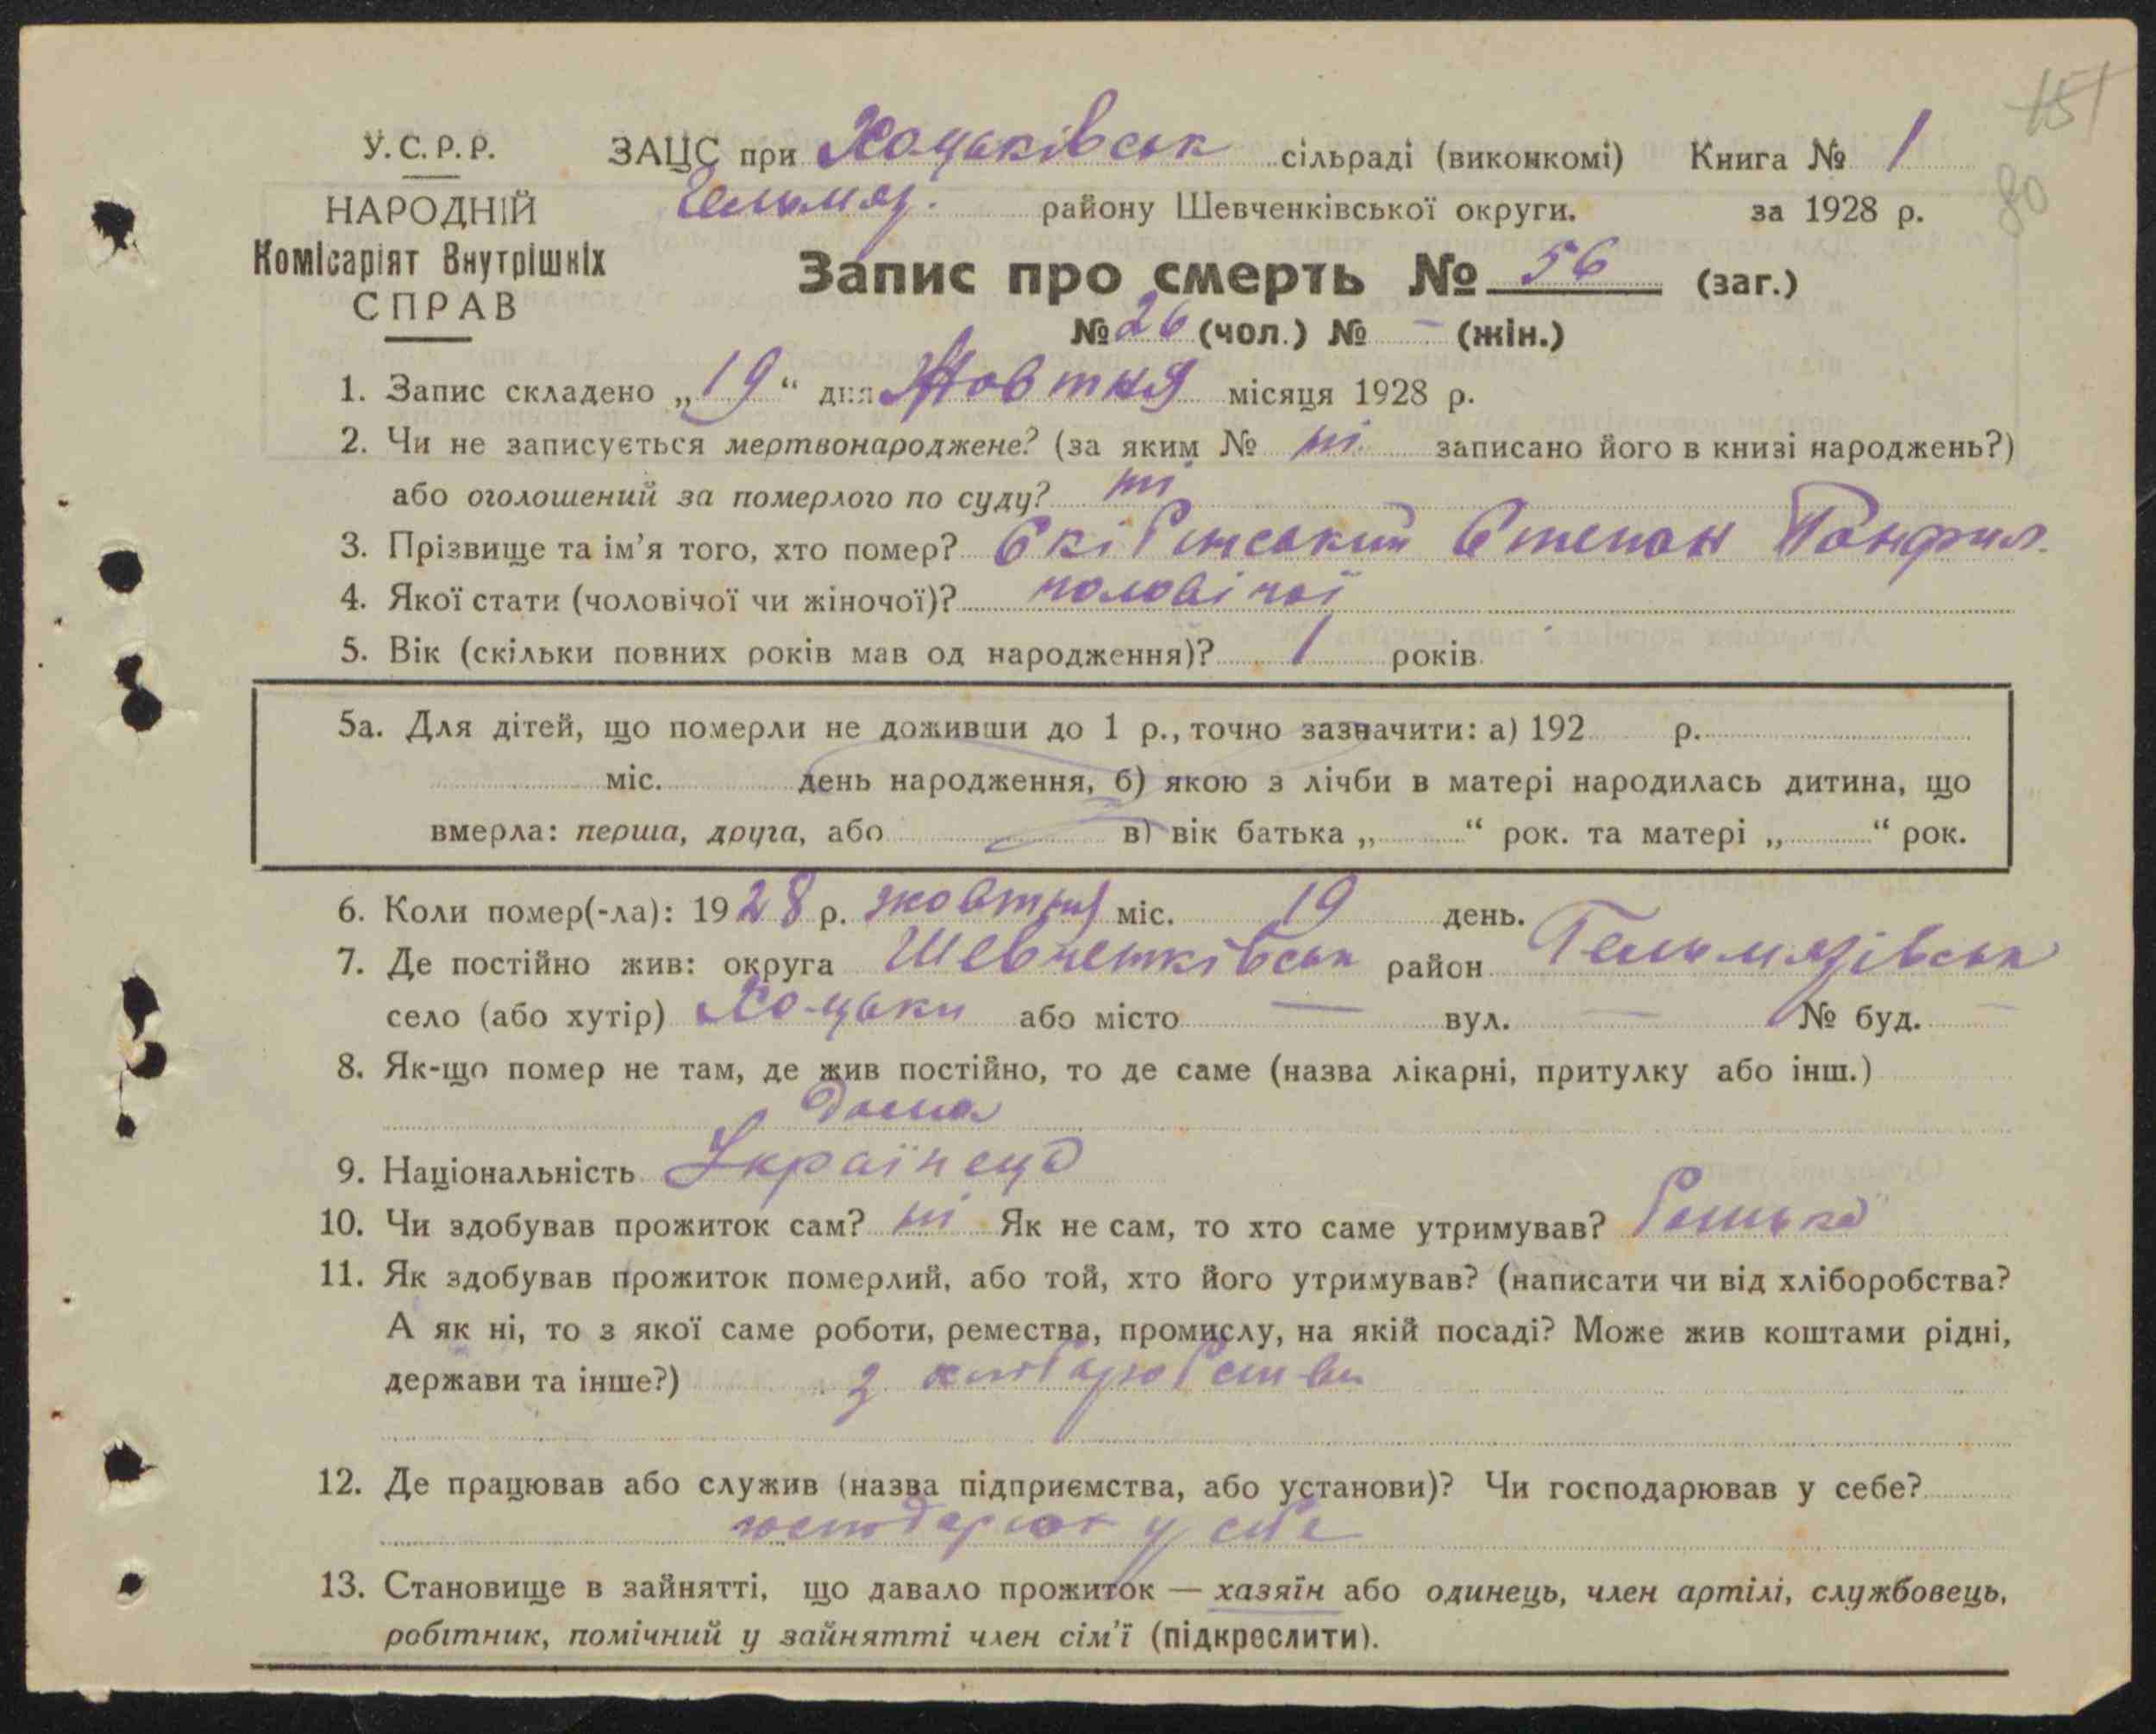 151
80
У.С.Р.Р.
НАРОДНІЙ
Комісаріят Внутрішніх
СПРАВ
ЗАЦС при Хоцьківськ сільраді (виконкомі) Книга № 1
Гельмяз. району Шевченківської округи. за 1928 р.
Запис про смерть № 56 (заг.)
№ 26 (чол.) № — (жін.)
1. Запис складено „19“ дня Жовтня місяця 1928 р.
2. Чи не записується мертвонароджене? (за яким № ні записано його в книзі народжень?)
або оголошений за померлого по суду? ні
3. Прізвище та ім’я того, хто помер? Скібінський Степан Панфил.
4. Якої стати (чоловічої чи жіночої)? чоловічої
5. Вік (скільки повних років мав од народження)? 1 років
5а. Для дітей, що померли не доживши до 1 р., точно зазначити: а) 192 р.
міс. день народження, б) якою з лічби в матері народилась дитина, що
вмерла: перша, друга, або в) вік батька „ “ рок. та матері „ “ рок.
6. Коли помер(-ла): 1928 р. жовтня міс. 19 день.
7. Де постійно жив: округа Шевченківськ район Гельмязівськ
село (або хутір) Хоцьки або місто — вул. — № буд. —
8. Як-що помер не там, де жив постійно, то де саме (назва лікарні, притулку або інш.)
дома
9. Національність Українець
10. Чи здобував прожиток сам? ні Як не сам, то хто саме утримував? батько
11. Як здобував прожиток померлий, або той, хто його утримував? (написати чи від хліборобства?
А як ні, то з якої саме роботи, ремества, промислу, на якій посаді? Може жив коштами рідні,
держави та інше?) з хліборобства
12. Де працював або служив (назва підприємства, або установи)? Чи господарював у себе?
у себе
13. Становище в зайнятті, що давало прожиток — хазяїн або одинець, член артілі, службовець,
робітник, помічний у зайнятті член сім’ї (підкреслити).